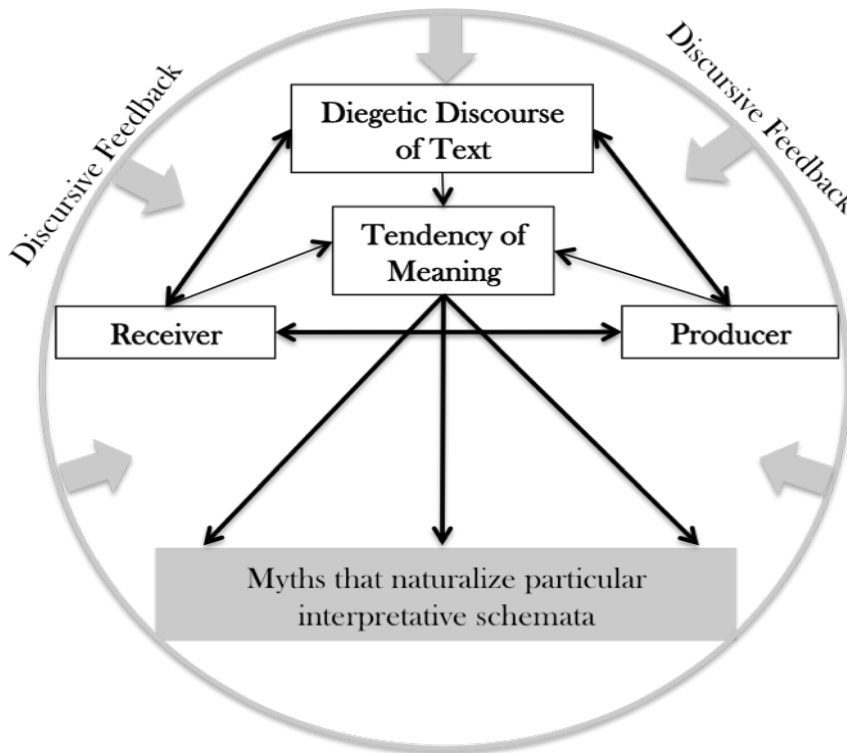 Discursive Feedback
Discursive Feedback
Diegetic Discourse
of Text
Tendency of
Meaning
Receiver
Producer
Myths that naturalize particular
interpretative schemata